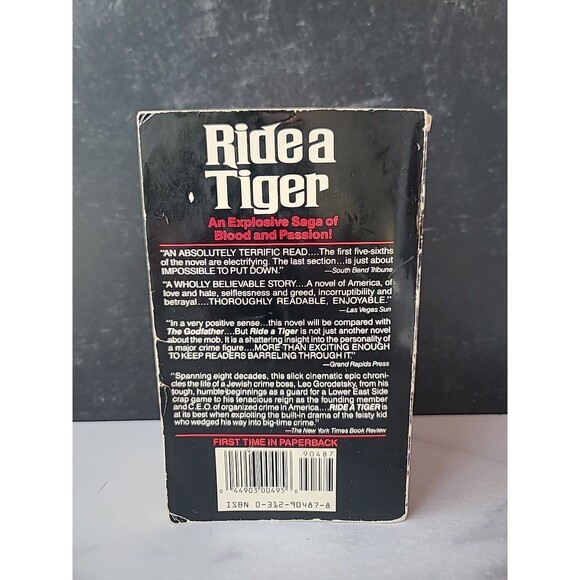 Ride a
Tiger
An Explosive Saga of
Blood and Passion!
"AN ABSOLUTELY TERRIFIC READ....The first five-sixths
of the novel are electrifying. The last section...is just about
IMPOSSIBLE TO PUT DOWN."
—South Bend Tribune
"A WHOLLY BELIEVABLE STORY....A novel of America, of
love and hate, selflessness and greed, incorruptibility and
betrayal....THOROUGHLY READABLE, ENJOYABLE."
—Las Vegas Sun
"In a very positive sense...this novel will be compared with
The Godfather....But Ride a Tiger is not just another novel
about the mob. It is a shattering insight into the personality of
a major crime figure....MORE THAN EXCITING ENOUGH
TO KEEP READERS BARRELING THROUGH IT."
—Grand Rapids Press
"Spanning eight decades, this slick cinematic epic chroni-
cles the life of a Jewish crime boss, Leo Gorodetsky, from his
tough, humble beginnings as a guard for a Lower East Side
crap game to his tenacious reign as the founding member
and C.E.O. of organized crime in America....RIDE A TIGER is
at its best when exploiting the built-in drama of the feisty kid
who wedged his way into big-time crime."
—The New York Times Book Review
FIRST TIME IN PAPERBACK
90487
0 44903 00495 6
ISBN 0-312-90487-8